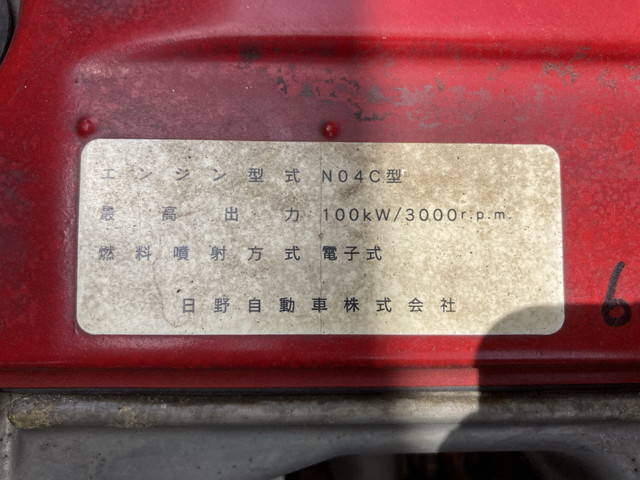 エンジン型式 N04C型
最高出力 100kW/3000r.p.m.
燃料噴射方式 電子式
日野自動車株式会社
6